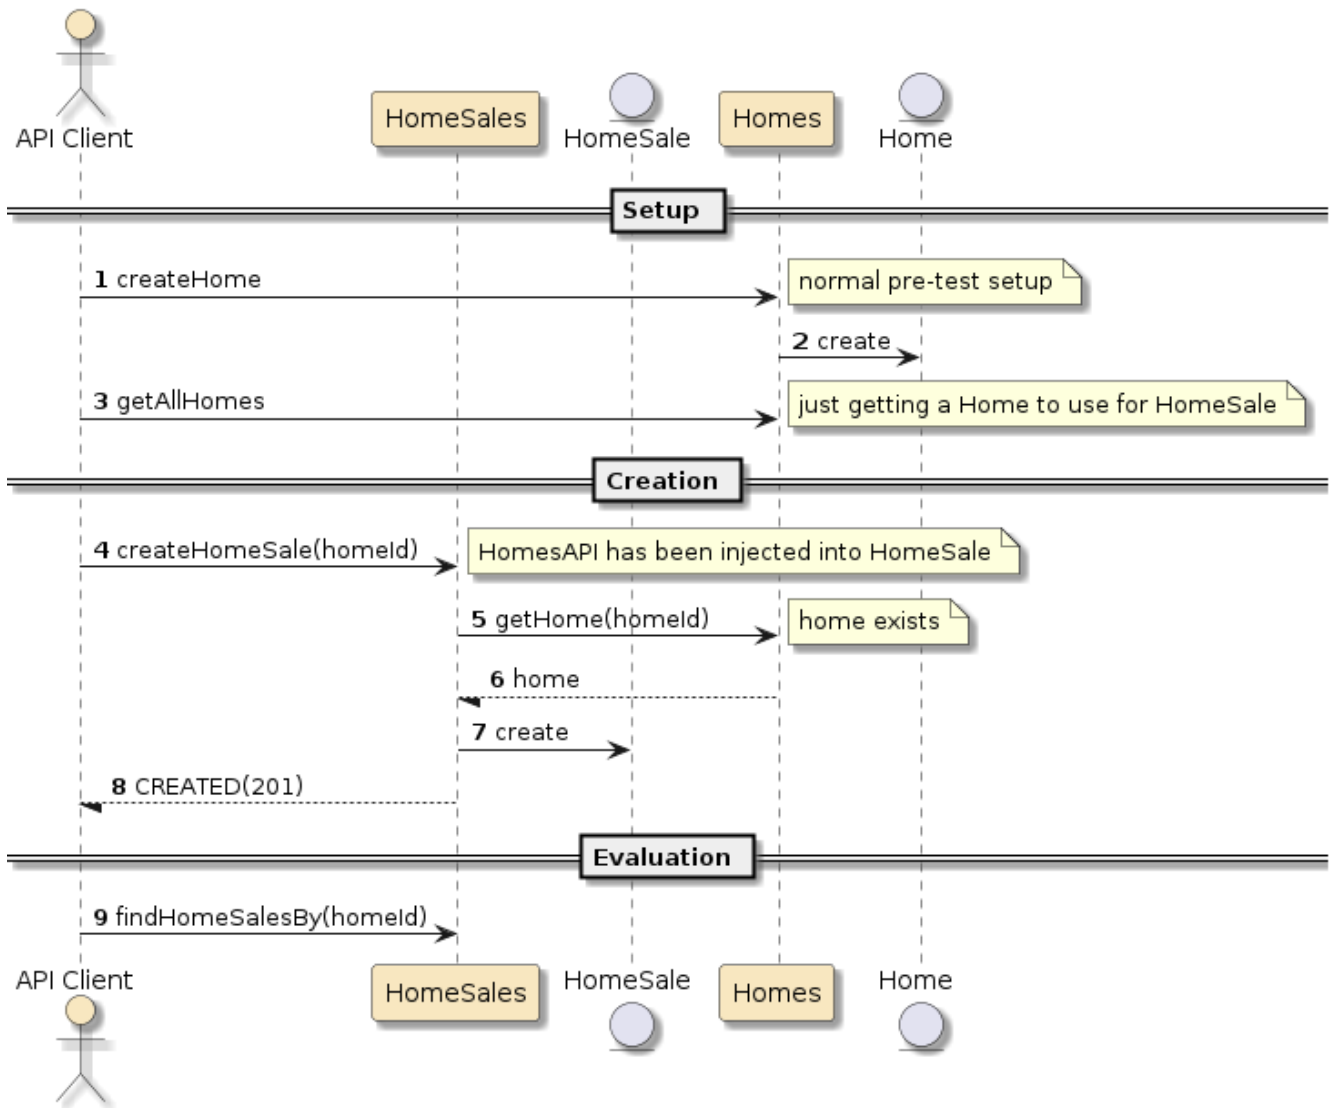 API Client
HomeSales
HomeSale
Homes
Home
Setup
1 createHome
normal pre-test setup
2 create
3 getAllHomes
just getting a Home to use for HomeSale
Creation
4 createHomeSale(homeId)
HomesAPI has been injected into HomeSale
5 getHome(homeId)
home exists
6 home
7 create
8 CREATED(201)
Evaluation
9 findHomeSalesBy(homeId)
API Client
HomeSales
HomeSale
Homes
Home